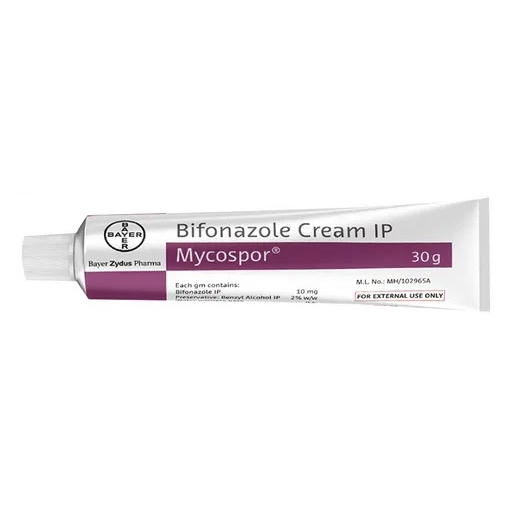 BAYER
BAYER
Bayer Zydus Pharma
Bifonazole Cream IP
Mycospor®
30 g
Each gm contains:
Bifonazole IP 10 mg
Preservative: Benzyl Alcohol IP 2% w/w
M.L. No.: MH/102965A
FOR EXTERNAL USE ONLY